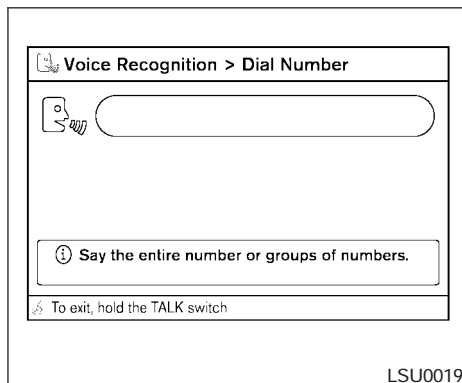 Voice Recognition > Dial Number
Say the entire number or groups of numbers.
To exit, hold the TALK switch
LSU0019